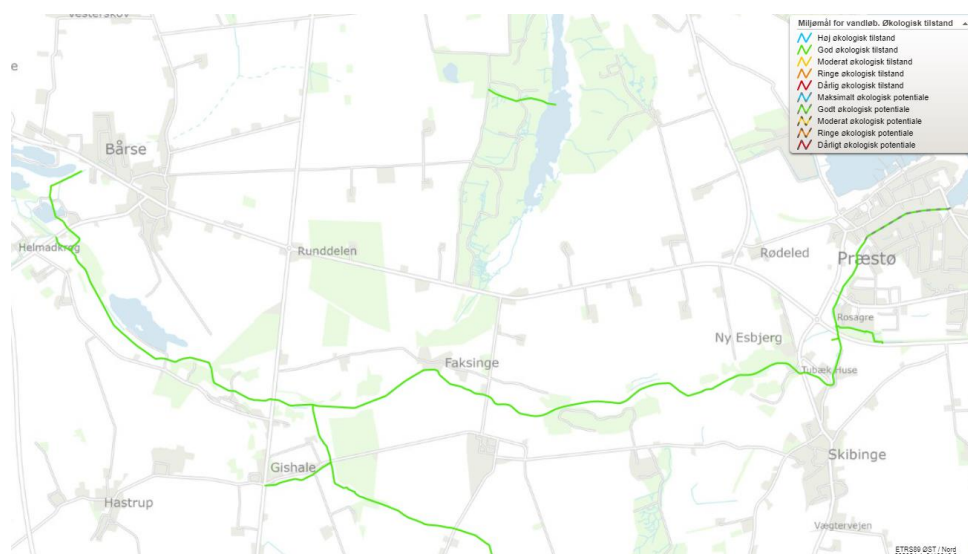 Vesterskov
Miljømål for vandløb. Økologisk tilstand
Høj økologisk tilstand
God økologisk tilstand
Moderat økologisk tilstand
Ringe økologisk tilstand
Dårlig økologisk tilstand
Maksimalt økologisk potentiale
Godt økologisk potentiale
Moderat økologisk potentiale
Ringe økologisk potentiale
Dårligt økologisk potentiale
e
Bårse
Helmadkrog
Runddelen
Rødeled
Præstø
Rosagre
Ny Esbjerg
Faksinge
Tubæk Huse
Gishale
Skibinge
Hastrup
Vægtervejen
ETRS89 ØST / Nord